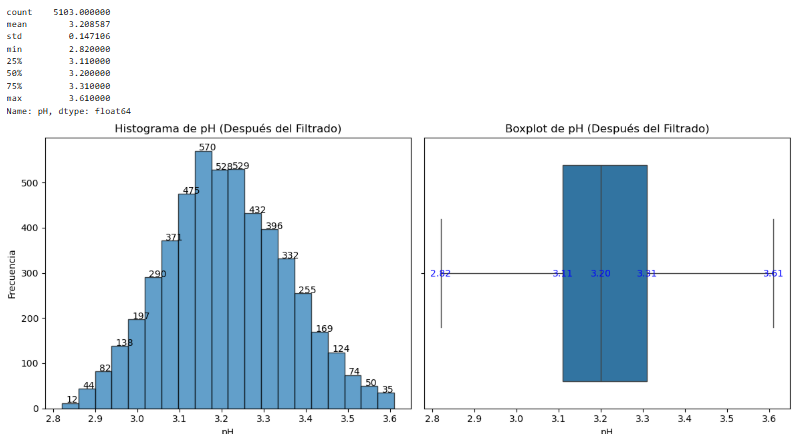 count 5103.000000
mean 3.208587
std 0.147106
min 2.820000
25% 3.110000
50% 3.200000
75% 3.310000
max 3.610000
Name: pH, dtype: float64
Histograma de pH (Después del Filtrado)
Frecuencia
500
400
300
200
100
0
12
44
82
138
197
290
371
475
570
528
529
432
396
332
255
169
124
74
50
35
2.8 2.9 3.0 3.1 3.2 3.3 3.4 3.5 3.6
pH
Boxplot de pH (Después del Filtrado)
2.82 3.11 3.20 3.31 3.61
2.8 2.9 3.0 3.1 3.2 3.3 3.4 3.5 3.6
pH